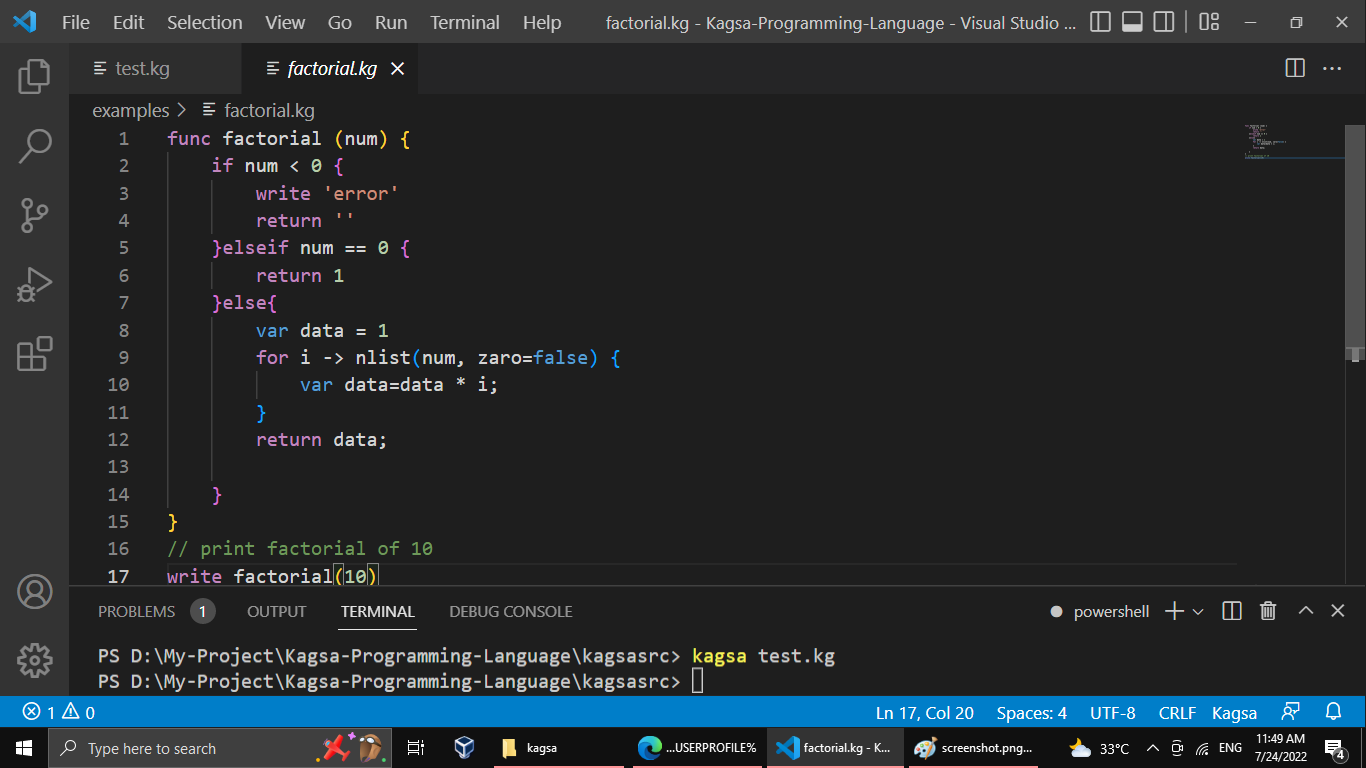 File Edit Selection View Go Run Terminal Help factorial.kg - Kagsa-Programming-Language - Visual Studio ...
test.kg factorial.kg
examples > factorial.kg
1 func factorial (num) {
2 if num < 0 {
3 write 'error'
4 return ''
5 }elseif num == 0 {
6 return 1
7 }else{
8 var data = 1
9 for i -> nlist(num, zaro=false) {
10 var data=data * i;
11 }
12 return data;
13
14 }
15 }
16 // print factorial of 10
17 write factorial(10)
PROBLEMS 1 OUTPUT TERMINAL DEBUG CONSOLE powershell
PS D:\My-Project\Kagsa-Programming-Language\kagsasrc> kagsa test.kg
PS D:\My-Project\Kagsa-Programming-Language\kagsasrc>
1 0 Ln 17, Col 20 Spaces: 4 UTF-8 CRLF Kagsa
Type here to search kagsa ...USERPROFILE% factorial.kg - K... screenshot.png... 33°C ENG 11:49 AM
7/24/2022 4